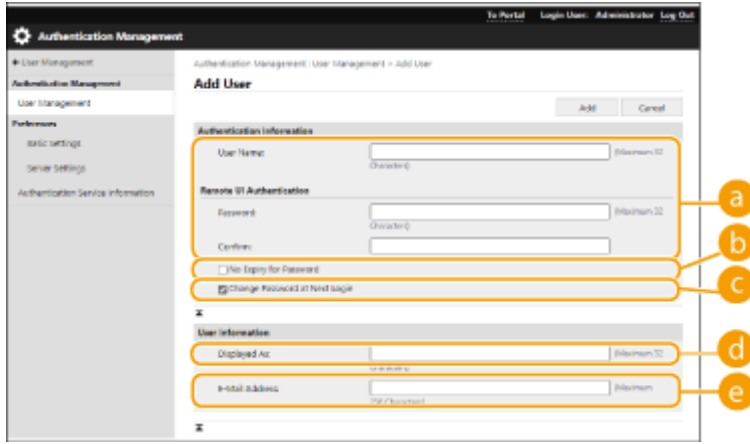 To Portal Login User: Administrator Log Out
Authentication Management
User Management
Authentication Management : User Management > Add User
Authentication Management
Add User
User Management
Add Cancel
Preferences
Authentication Information
Basic Settings
User Name: (Maximum 32
Characters)
Server Settings
Authentication Service Information
Remote UI Authentication
a
Password: (Maximum 32
Characters)
Confirm:
b
No Expiry for Password
c
Change Password at Next Login
User Information
Displayed As: (Maximum 32
d
Characters)
E-Mail Address: (Maximum
e
256 Characters)